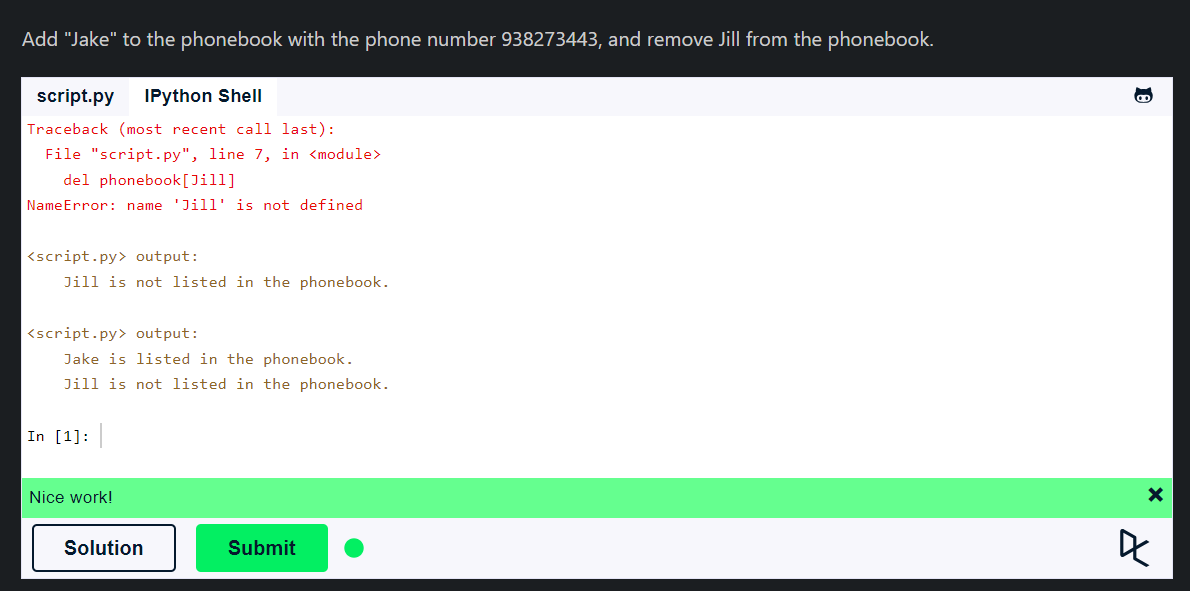 Add "Jake" to the phonebook with the phone number 938273443, and remove Jill from the phonebook.
script.py IPython Shell
Traceback (most recent call last):
  File "script.py", line 7, in <module>
    del phonebook[Jill]
NameError: name 'Jill' is not defined
<script.py> output:
    Jill is not listed in the phonebook.
<script.py> output:
    Jake is listed in the phonebook.
    Jill is not listed in the phonebook.
In [1]:
Nice work!
Solution Submit